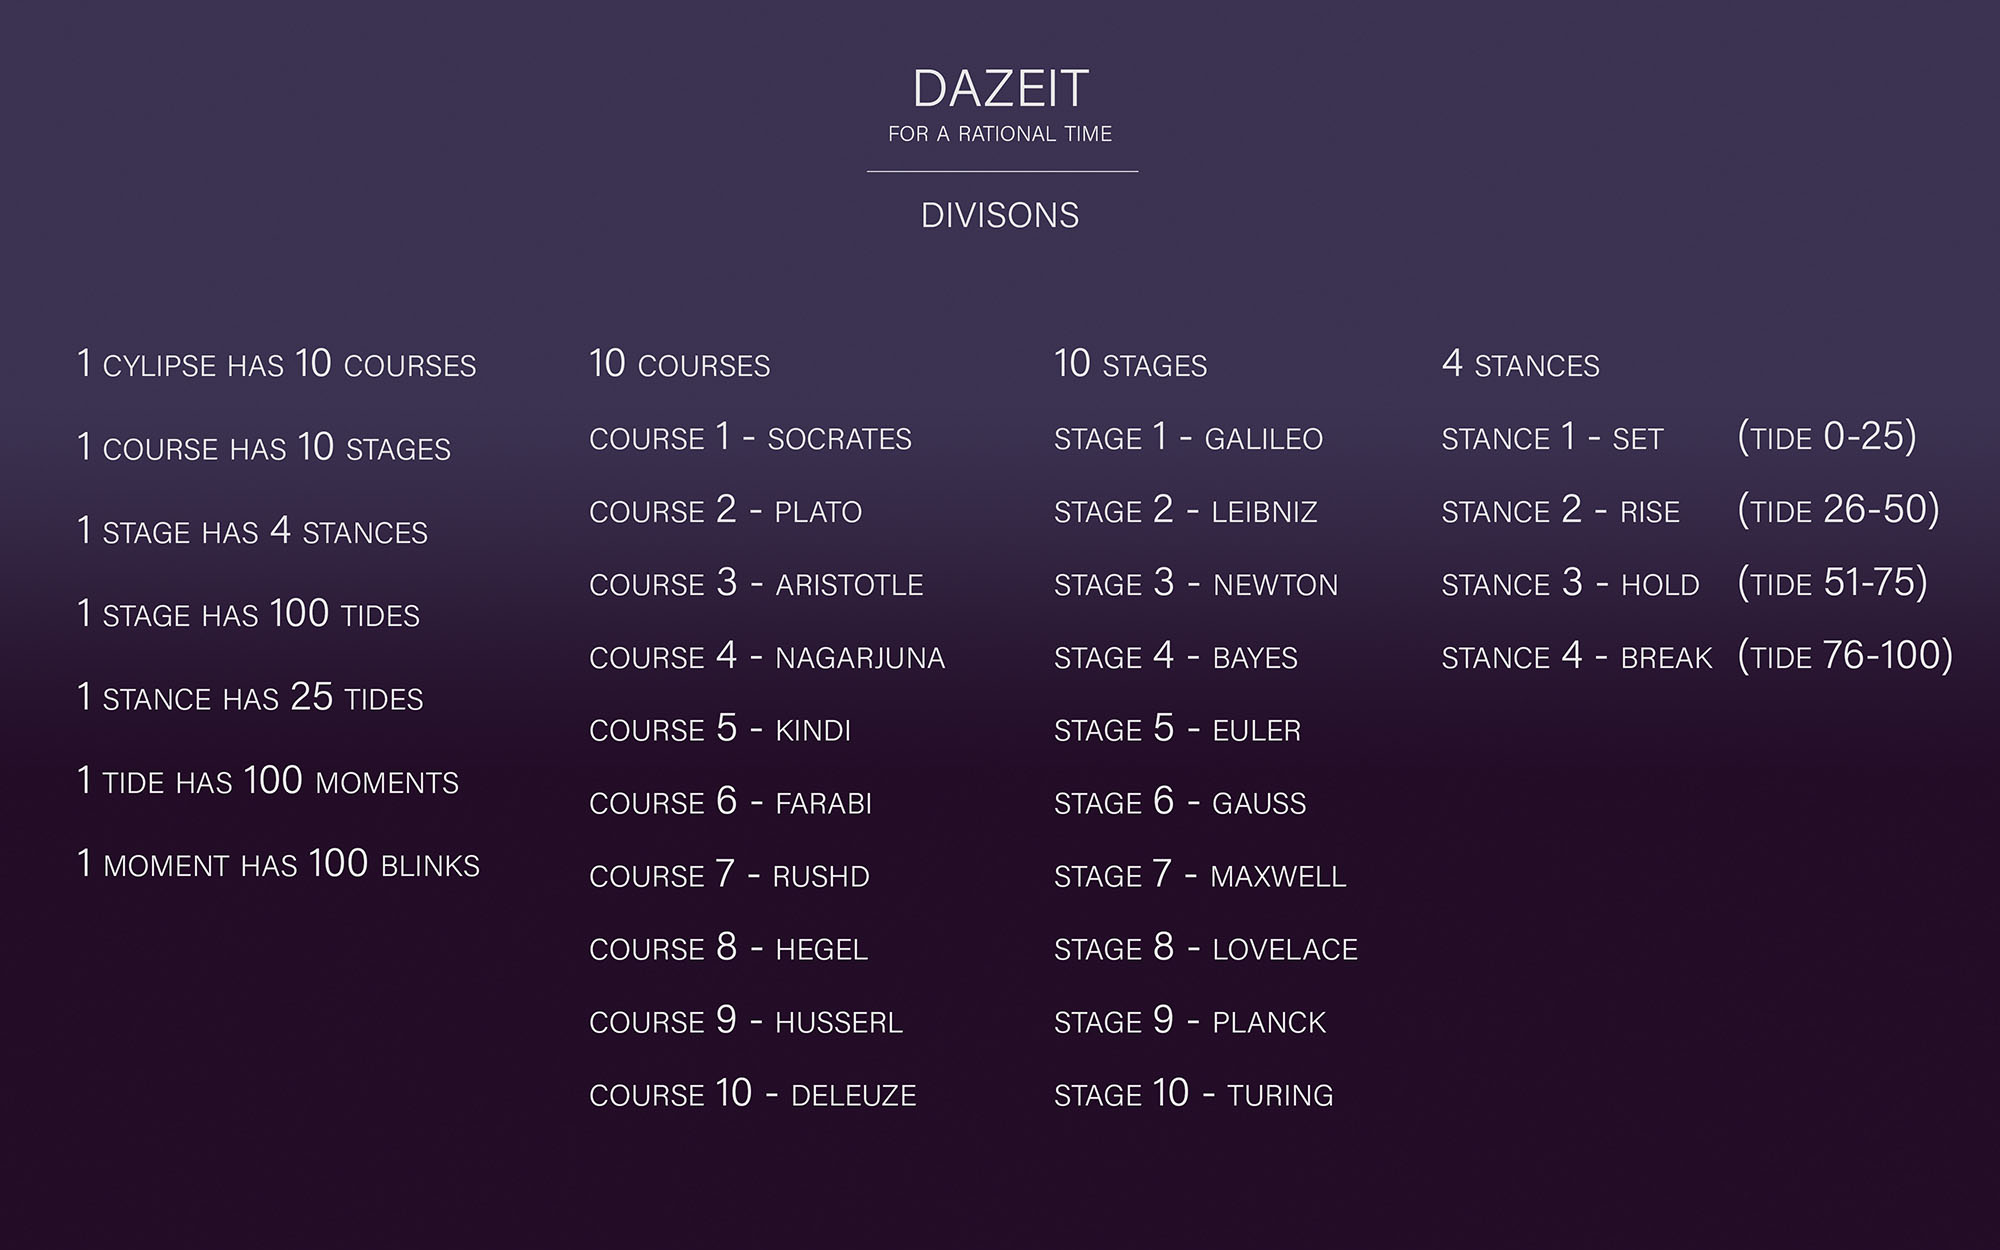 DAZEIT
FOR A RATIONAL TIME
DIVISONS
1 CYLIPSE HAS 10 COURSES
1 COURSE HAS 10 STAGES
1 STAGE HAS 4 STANCES
1 STAGE HAS 100 TIDES
1 STANCE HAS 25 TIDES
1 TIDE HAS 100 MOMENTS
1 MOMENT HAS 100 BLINKS
10 COURSES
COURSE 1 - SOCRATES
COURSE 2 - PLATO
COURSE 3 - ARISTOTLE
COURSE 4 - NAGARJUNA
COURSE 5 - KINDI
COURSE 6 - FARABI
COURSE 7 - RUSHD
COURSE 8 - HEGEL
COURSE 9 - HUSSERL
COURSE 10 - DELEUZE
10 STAGES
STAGE 1 - GALILEO
STAGE 2 - LEIBNIZ
STAGE 3 - NEWTON
STAGE 4 - BAYES
STAGE 5 - EULER
STAGE 6 - GAUSS
STAGE 7 - MAXWELL
STAGE 8 - LOVELACE
STAGE 9 - PLANCK
STAGE 10 - TURING
4 STANCES
STANCE 1 - SET (TIDE 0-25)
STANCE 2 - RISE (TIDE 26-50)
STANCE 3 - HOLD (TIDE 51-75)
STANCE 4 - BREAK (TIDE 76-100)